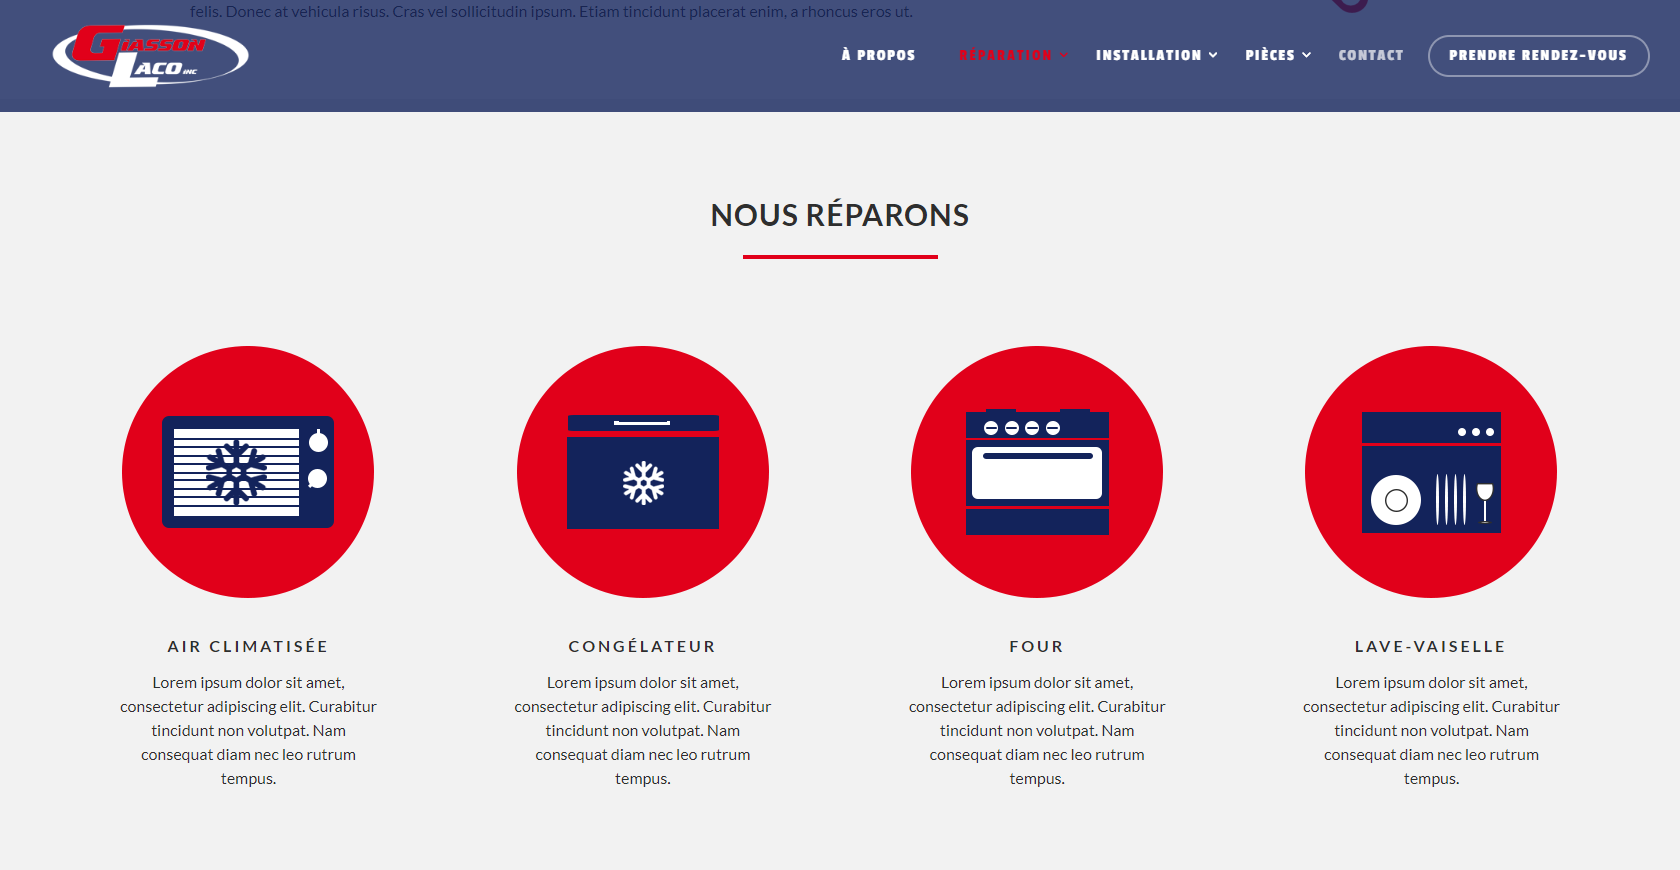 felis. Donec at vehicula risus. Cras vel sollicitudin ipsum. Etiam tincidunt placerat enim, a rhoncus eros ut.
GIASSON
LACO INC
À PROPOS RÉPARATION INSTALLATION PIÈCES CONTACT PRENDRE RENDEZ-VOUS
NOUS RÉPARONS
AIR CLIMATISÉE
Lorem ipsum dolor sit amet,
consectetur adipiscing elit. Curabitur
tincidunt non volutpat. Nam
consequat diam nec leo rutrum
tempus.
CONGÉLATEUR
Lorem ipsum dolor sit amet,
consectetur adipiscing elit. Curabitur
tincidunt non volutpat. Nam
consequat diam nec leo rutrum
tempus.
FOUR
Lorem ipsum dolor sit amet,
consectetur adipiscing elit. Curabitur
tincidunt non volutpat. Nam
consequat diam nec leo rutrum
tempus.
LAVE-VAISELLE
Lorem ipsum dolor sit amet,
consectetur adipiscing elit. Curabitur
tincidunt non volutpat. Nam
consequat diam nec leo rutrum
tempus.